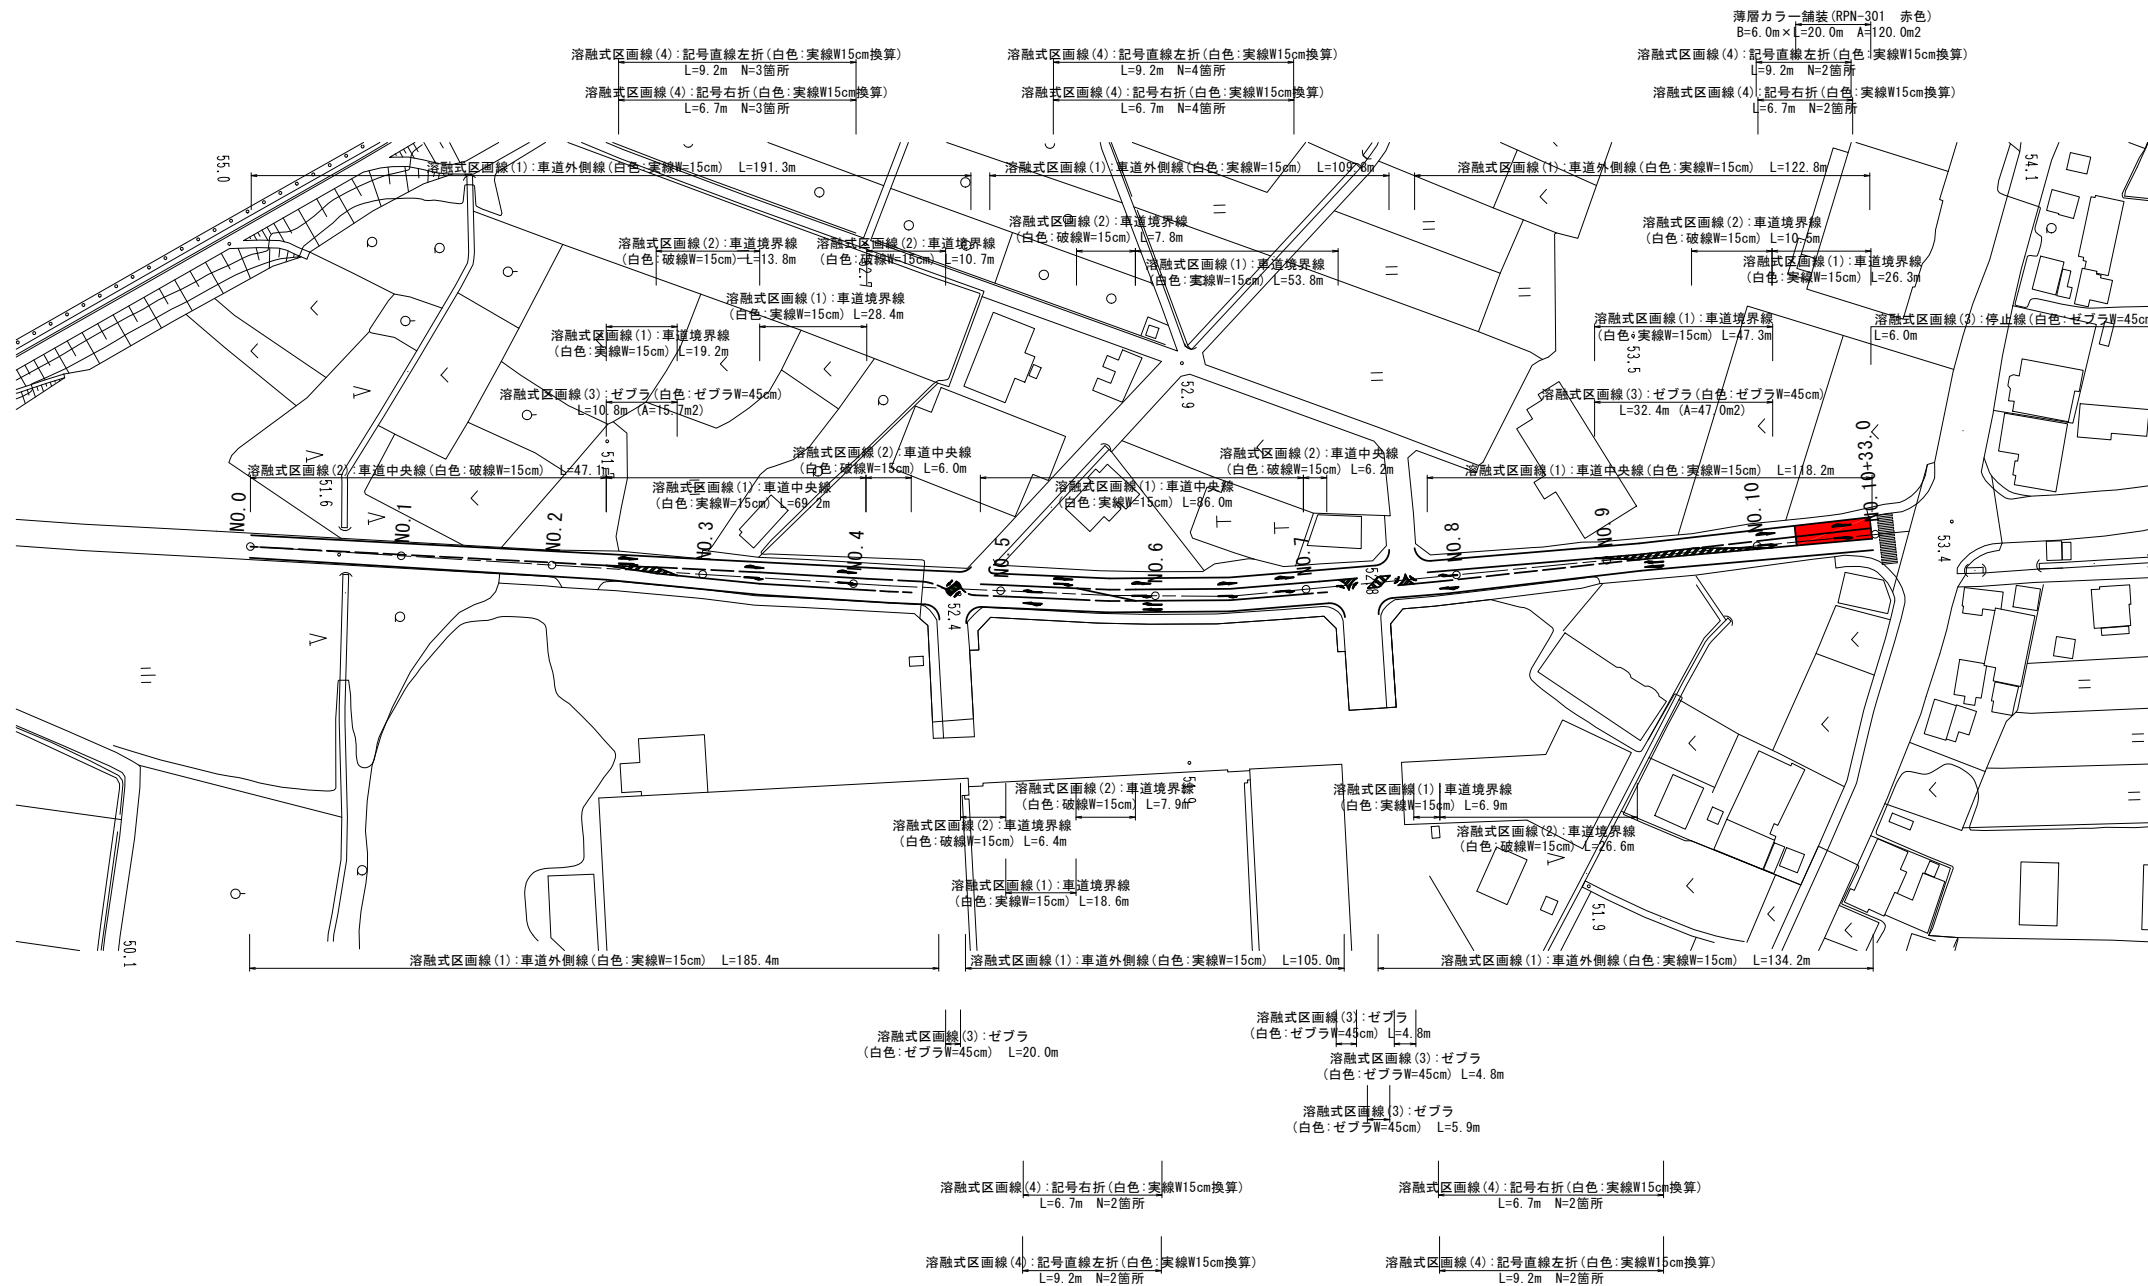 薄層カラー舗装(RPN-301　赤色)
B=6.0m×L=20.0m　A=120.0m2
溶融式区画線(4):記号直線左折(白色:実線W15cm換算)
L=9.2m　N=3箇所
溶融式区画線(4):記号右折(白色:実線W15cm換算)
L=6.7m　N=3箇所
溶融式区画線(4):記号直線左折(白色:実線W15cm換算)
L=9.2m　N=4箇所
溶融式区画線(4):記号右折(白色:実線W15cm換算)
L=6.7m　N=4箇所
溶融式区画線(4):記号直線左折(白色:実線W15cm換算)
L=9.2m　N=2箇所
溶融式区画線(4):記号右折(白色:実線W15cm換算)
L=6.7m　N=2箇所
55.0
溶融式区画線(1):車道外側線(白色:実線W=15cm)　L=191.3m
溶融式区画線(1):車道外側線(白色:実線W=15cm)　L=109.6m
溶融式区画線(1):車道外側線(白色:実線W=15cm)　L=122.8m
54.1
溶融式区画線(2):車道境界線
(白色:破線W=15cm) L=13.8m
溶融式区画線(2):車道境界線
(白色:破線W=15cm) L=10.7m
溶融式区画線(2):車道境界線
(白色:破線W=15cm) L=7.8m
溶融式区画線(1):車道境界線
(白色:実線W=15cm) L=53.8m
溶融式区画線(2):車道境界線
(白色:破線W=15cm) L=10.5m
溶融式区画線(1):車道境界線
(白色:実線W=15cm) L=26.3m
溶融式区画線(1):車道境界線
(白色:実線W=15cm) L=28.4m
溶融式区画線(1):車道境界線
(白色:実線W=15cm) L=19.2m
溶融式区画線(1):車道境界線
(白色:実線W=15cm) L=47.3m
溶融式区画線(3):停止線(白色:ゼブラW=45cm
L=6.0m
53.5
52.9
溶融式区画線(3):ゼブラ(白色:ゼブラW=45cm)
L=10.8m (A=15.7m2)
溶融式区画線(3):ゼブラ(白色:ゼブラW=45cm)
L=32.4m (A=47.0m2)
溶融式区画線(2):車道中央線(白色:破線W=15cm)　L=47.1m
51.6
溶融式区画線(1):車道中央線
(白色:実線W=15cm) L=69.2m
溶融式区画線(2):車道中央線
(白色:破線W=15cm) L=6.0m
溶融式区画線(1):車道中央線
(白色:実線W=15cm) L=86.0m
溶融式区画線(2):車道中央線
(白色:破線W=15cm) L=6.2m
溶融式区画線(1):車道中央線(白色:実線W=15cm)　L=118.2m
NO.0
NO.1
NO.2
NO.3
NO.4
NO.5
NO.6
NO.7
NO.8
NO.9
NO.10
NO.10+33.0
53.4
52.4
52.8
溶融式区画線(2):車道境界線
(白色:破線W=15cm) L=7.9m
溶融式区画線(2):車道境界線
(白色:破線W=15cm) L=6.4m
溶融式区画線(1):車道境界線
(白色:実線W=15cm) L=18.6m
溶融式区画線(1):車道境界線
(白色:実線W=15cm) L=6.9m
溶融式区画線(2):車道境界線
(白色:破線W=15cm) L=26.6m
51.9
50.1
溶融式区画線(1):車道外側線(白色:実線W=15cm)　L=185.4m
溶融式区画線(1):車道外側線(白色:実線W=15cm)　L=105.0m
溶融式区画線(1):車道外側線(白色:実線W=15cm)　L=134.2m
溶融式区画線(3):ゼブラ
(白色:ゼブラW=45cm)　L=20.0m
溶融式区画線(3):ゼブラ
(白色:ゼブラW=45cm) L=4.8m
溶融式区画線(3):ゼブラ
(白色:ゼブラW=45cm) L=4.8m
溶融式区画線(3):ゼブラ
(白色:ゼブラW=45cm)　L=5.9m
溶融式区画線(4):記号右折(白色:実線W15cm換算)
L=6.7m　N=2箇所
溶融式区画線(4):記号右折(白色:実線W15cm換算)
L=6.7m　N=2箇所
溶融式区画線(4):記号直線左折(白色:実線W15cm換算)
L=9.2m　N=2箇所
溶融式区画線(4):記号直線左折(白色:実線W15cm換算)
L=9.2m　N=2箇所